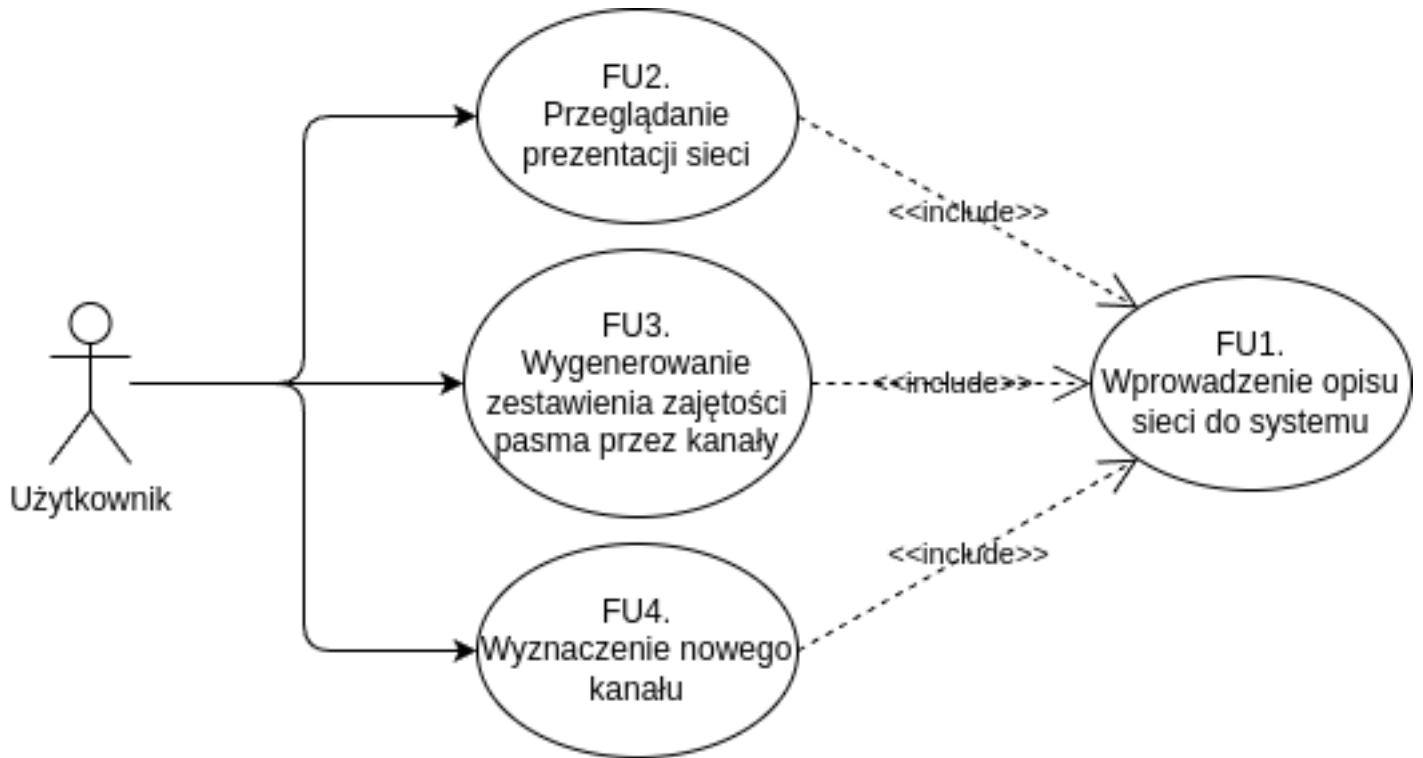 FU2.
Przeglądanie
prezentacji sieci
<<include>>
FU3.
Wygenerowanie
zestawienia zajętości
pasma przez kanały
<<include>>
FU1.
Wprowadzenie opisu
sieci do systemu
Użytkownik
<<include>>
FU4.
Wyznaczenie nowego
kanału